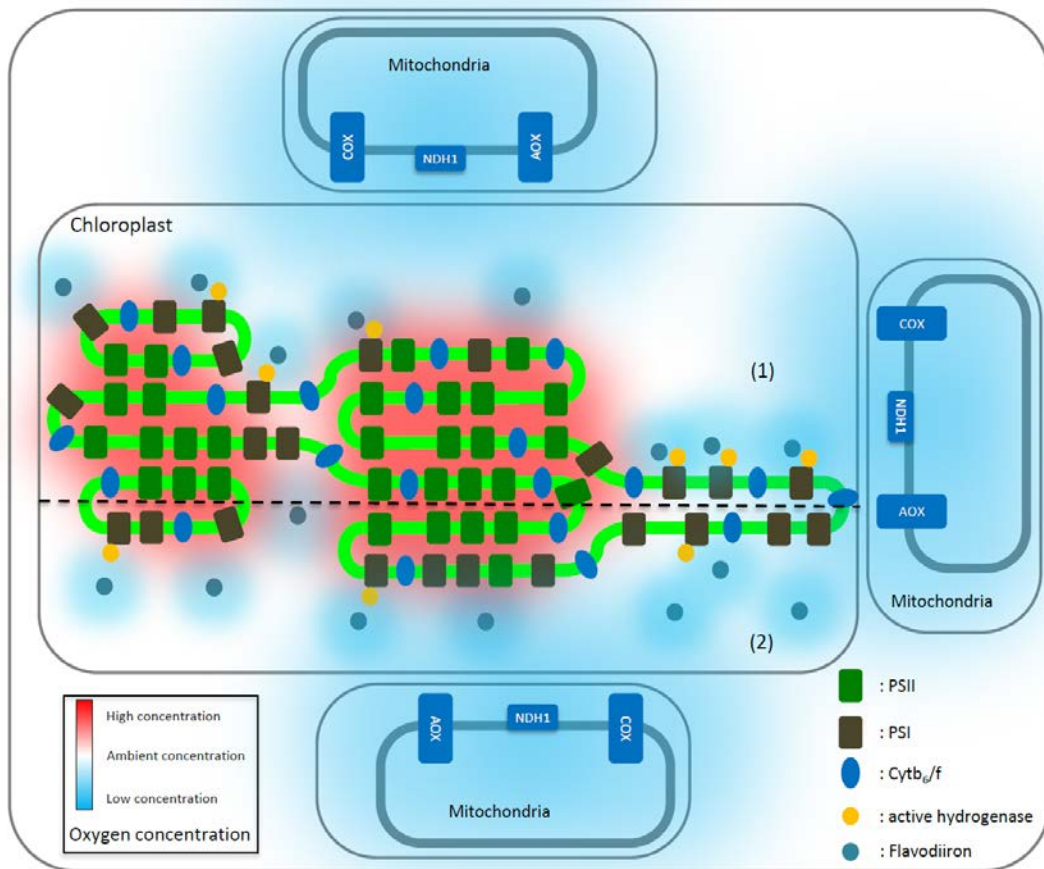 Mitochondria
COX
NDH1
AOX
Chloroplast
(1)
COX
NDH1
AOX
Mitochondria
(2)
AOX
NDH1
COX
Mitochondria
High concentration
Ambient concentration
Low concentration
Oxygen concentration
: PSII
: PSI
: Cytb₆/f
: active hydrogenase
: Flavodiiron